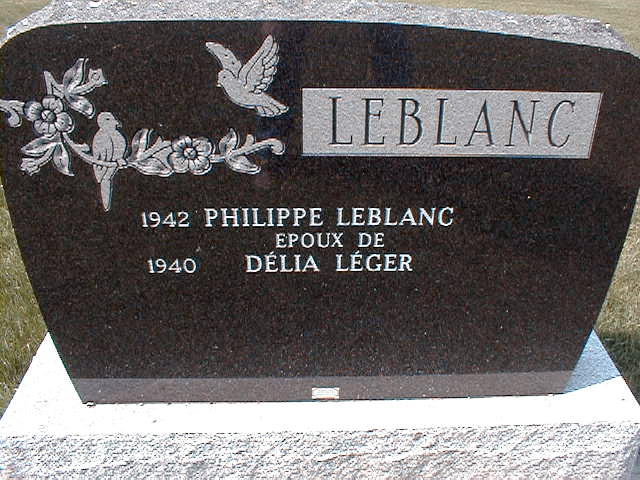 LEBLANC
1942 PHILIPPE LEBLANC
EPOUX DE
1940 DÉLIA LÉGER